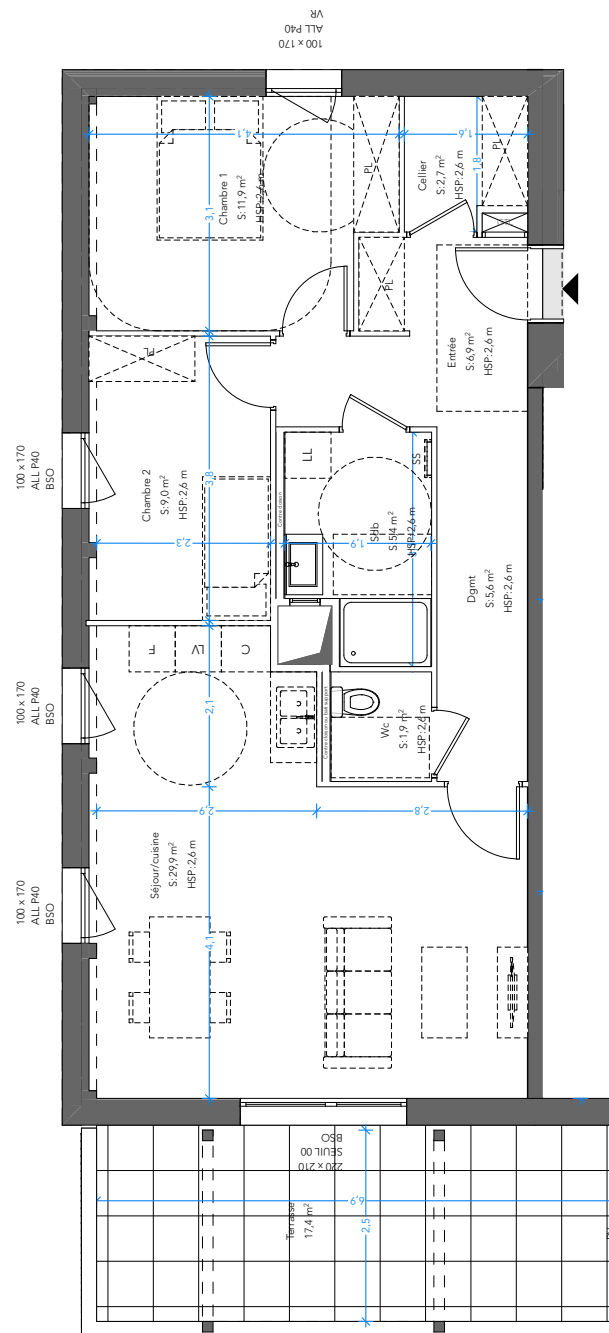 100 x 170
ALL P40
VR
4,1
1,6
PL
PL
Cellier
S:2,7 m²
HSP:2,6 m
1,8
Chambre 1
S:11,9 m²
HSP:2,6 m
3,1
PL
Entrée
S:6,9 m²
HSP:2,6 m
PL
100 x 170
ALL P40
BSO
Chambre 2
S:9,0 m²
HSP:2,6 m
3,8
2,3
LL
SS
Sdb
S:5,4 m²
HSP:2,6 m
1,9
Contre cloison
Dgmt
S:5,6 m²
HSP:2,6 m
F
LV
C
100 x 170
ALL P40
BSO
2,1
Wc
S:1,9 m²
HSP:2,6 m
2,9
2,8
Séjour/cuisine
S:29,9 m²
HSP:2,6 m
100 x 170
ALL P40
BSO
4,1
220 x 210
SEUIL 00
BSO
6,9
Terrasse
17,4 m²
2,5